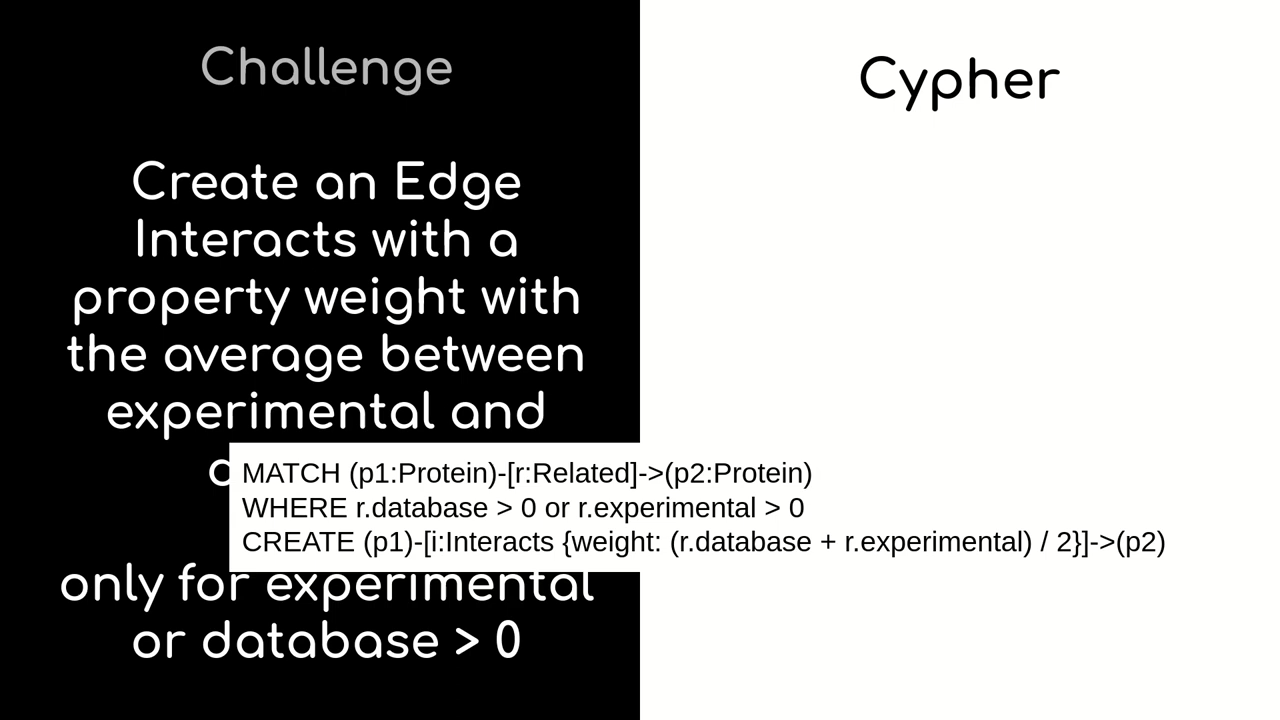 Challenge
Create an Edge
Interacts with a
property weight with
the average between
experimental and
only for experimental
or database > 0
Cypher
MATCH (p1:Protein)-[r:Related]->(p2:Protein)
WHERE r.database > 0 or r.experimental > 0
CREATE (p1)-[i:Interacts {weight: (r.database + r.experimental) / 2}]->(p2)